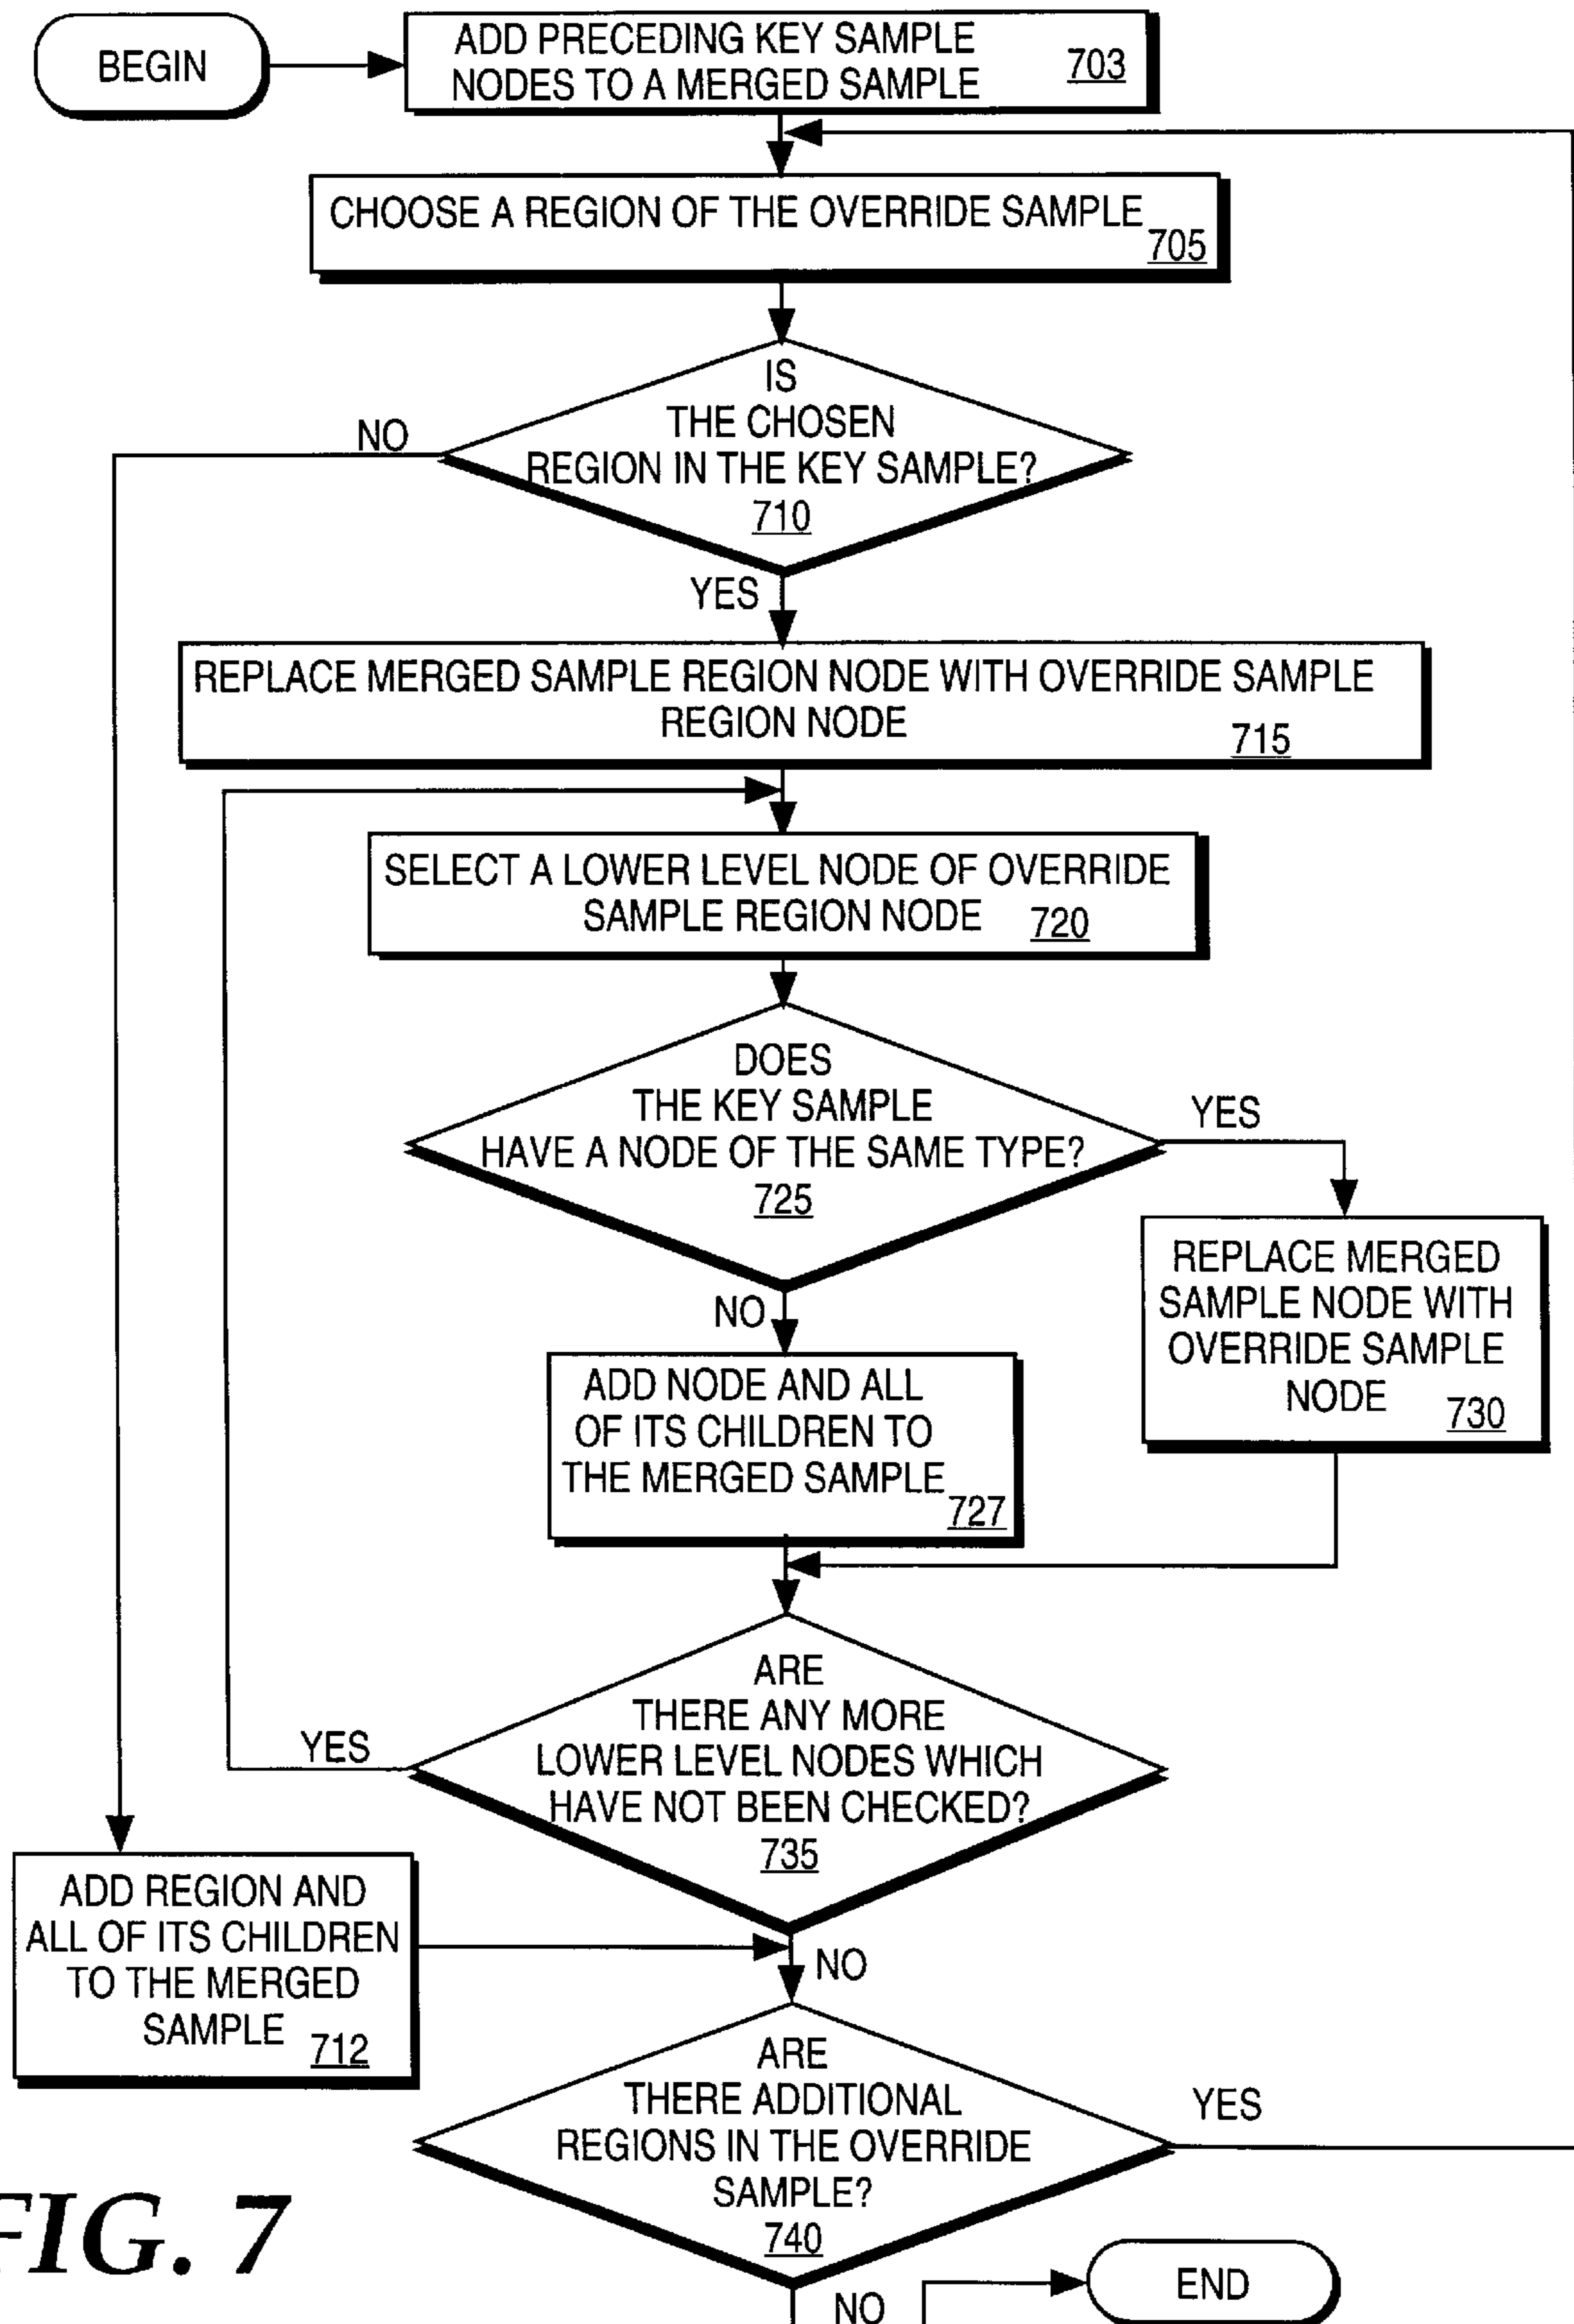 BEGIN
ADD PRECEDING KEY SAMPLE
NODES TO A MERGED SAMPLE
703
CHOOSE A REGION OF THE OVERRIDE SAMPLE
705
IS
THE CHOSEN
REGION IN THE KEY SAMPLE?
710
NO
YES
REPLACE MERGED SAMPLE REGION NODE WITH OVERRIDE SAMPLE
REGION NODE
715
SELECT A LOWER LEVEL NODE OF OVERRIDE
SAMPLE REGION NODE
720
DOES
THE KEY SAMPLE
HAVE A NODE OF THE SAME TYPE?
725
YES
NO
REPLACE MERGED
SAMPLE NODE WITH
OVERRIDE SAMPLE
NODE
730
ADD NODE AND ALL
OF ITS CHILDREN TO
THE MERGED SAMPLE
727
ARE
THERE ANY MORE
LOWER LEVEL NODES WHICH
HAVE NOT BEEN CHECKED?
735
YES
NO
ADD REGION AND
ALL OF ITS CHILDREN
TO THE MERGED
SAMPLE
712
ARE
THERE ADDITIONAL
REGIONS IN THE OVERRIDE
SAMPLE?
740
YES
NO
END
FIG. 7